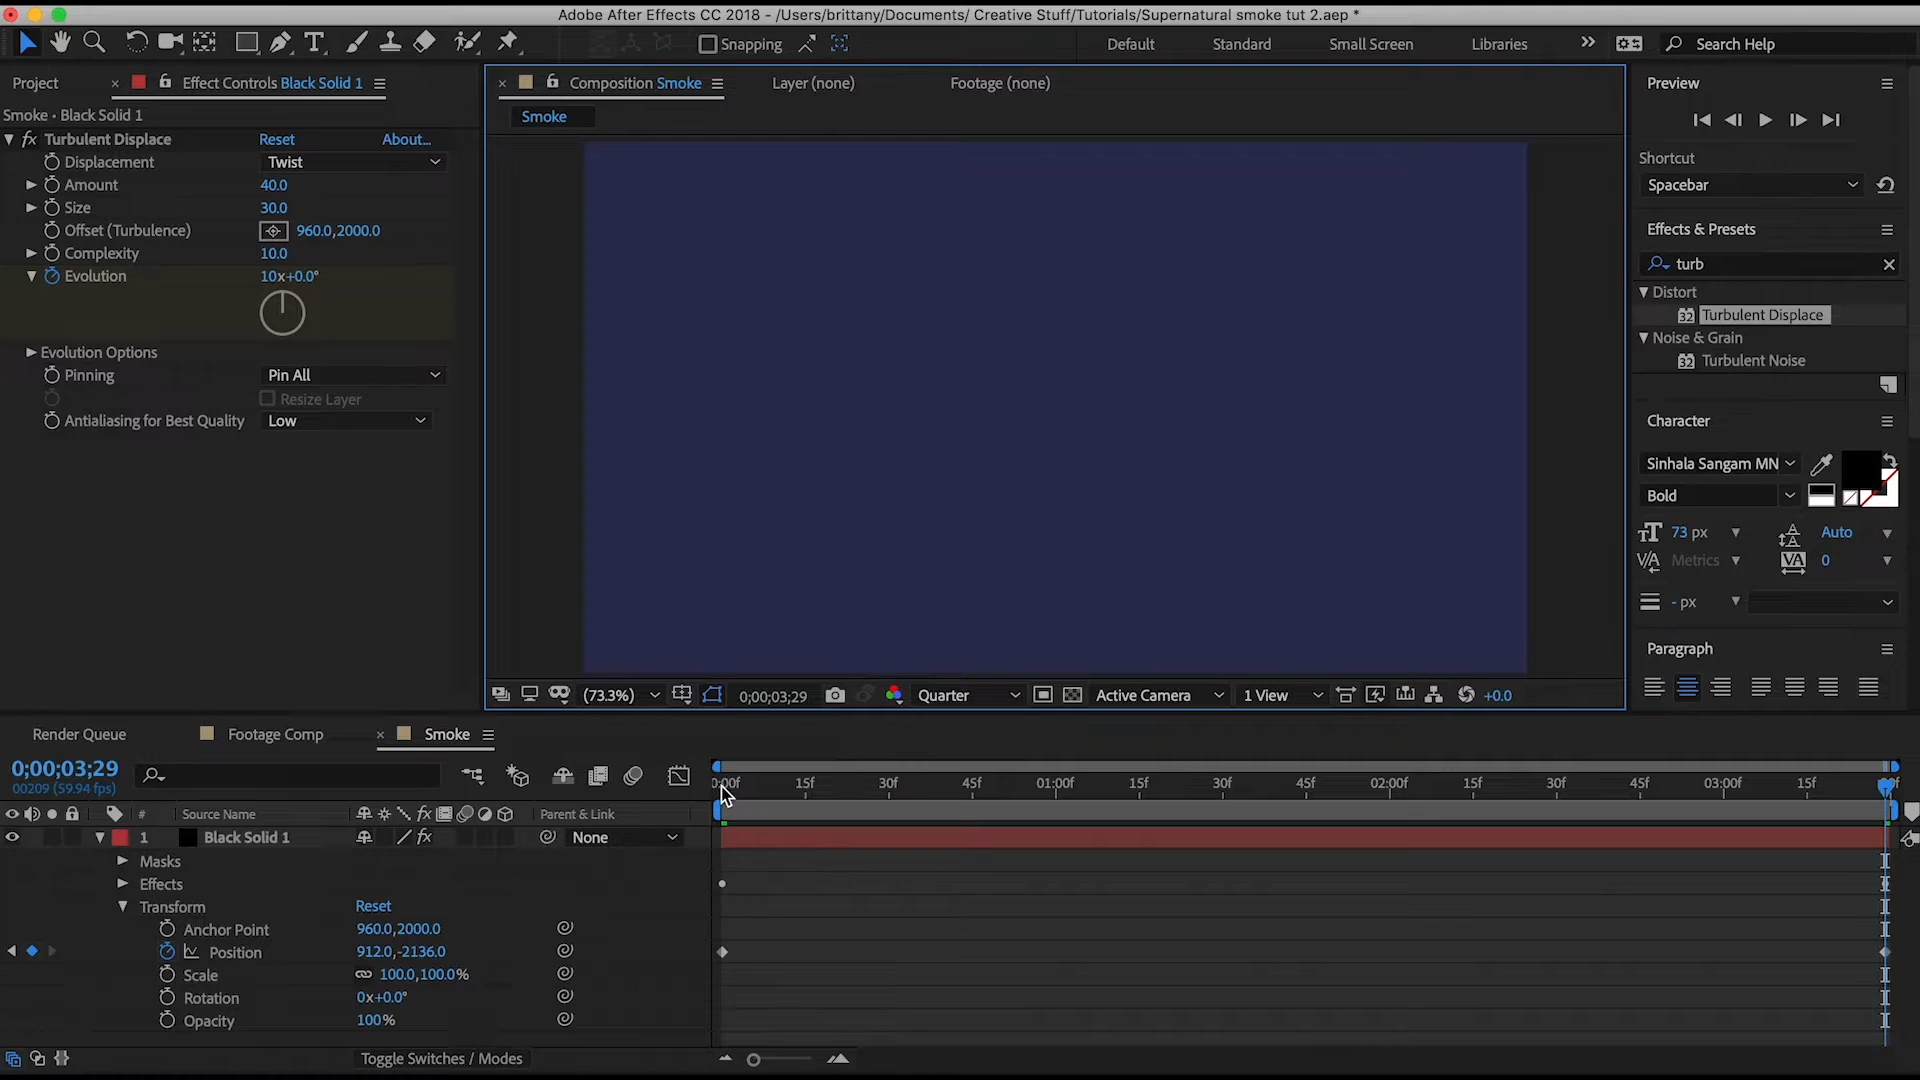 Adobe After Effects CC 2018 - /Users/brittany/Documents/ Creative Stuff/Tutorials/Supernatural smoke tut 2.aep *
Snapping
Default
Standard
Small Screen
Libraries
Search Help
Project
Effect Controls Black Solid 1
Smoke • Black Solid 1
fx Turbulent Displace
Reset
About...
Displacement
Twist
Amount
40.0
Size
30.0
Offset (Turbulence)
960.0,2000.0
Complexity
10.0
Evolution
10x+0.0°
Evolution Options
Pinning
Pin All
Resize Layer
Antialiasing for Best Quality
Low
Composition Smoke
Layer (none)
Footage (none)
Smoke
(73.3%)
0;00;03;29
Quarter
Active Camera
1 View
+0.0
Preview
Shortcut
Spacebar
Effects & Presets
turb
Distort
32 Turbulent Displace
Noise & Grain
32 Turbulent Noise
Character
Sinhala Sangam MN
Bold
73 px
Auto
Metrics
0
- px
Paragraph
Render Queue
Footage Comp
Smoke
0;00;03;29
00209 (59.94 fps)
0:00f
15f
30f
45f
01:00f
15f
30f
45f
02:00f
15f
30f
45f
03:00f
15f
#
Source Name
fx
Parent & Link
1
Black Solid 1
fx
None
Masks
Effects
Transform
Reset
Anchor Point
960.0,2000.0
Position
912.0,-2136.0
Scale
100.0,100.0%
Rotation
0x+0.0°
Opacity
100%
Toggle Switches / Modes